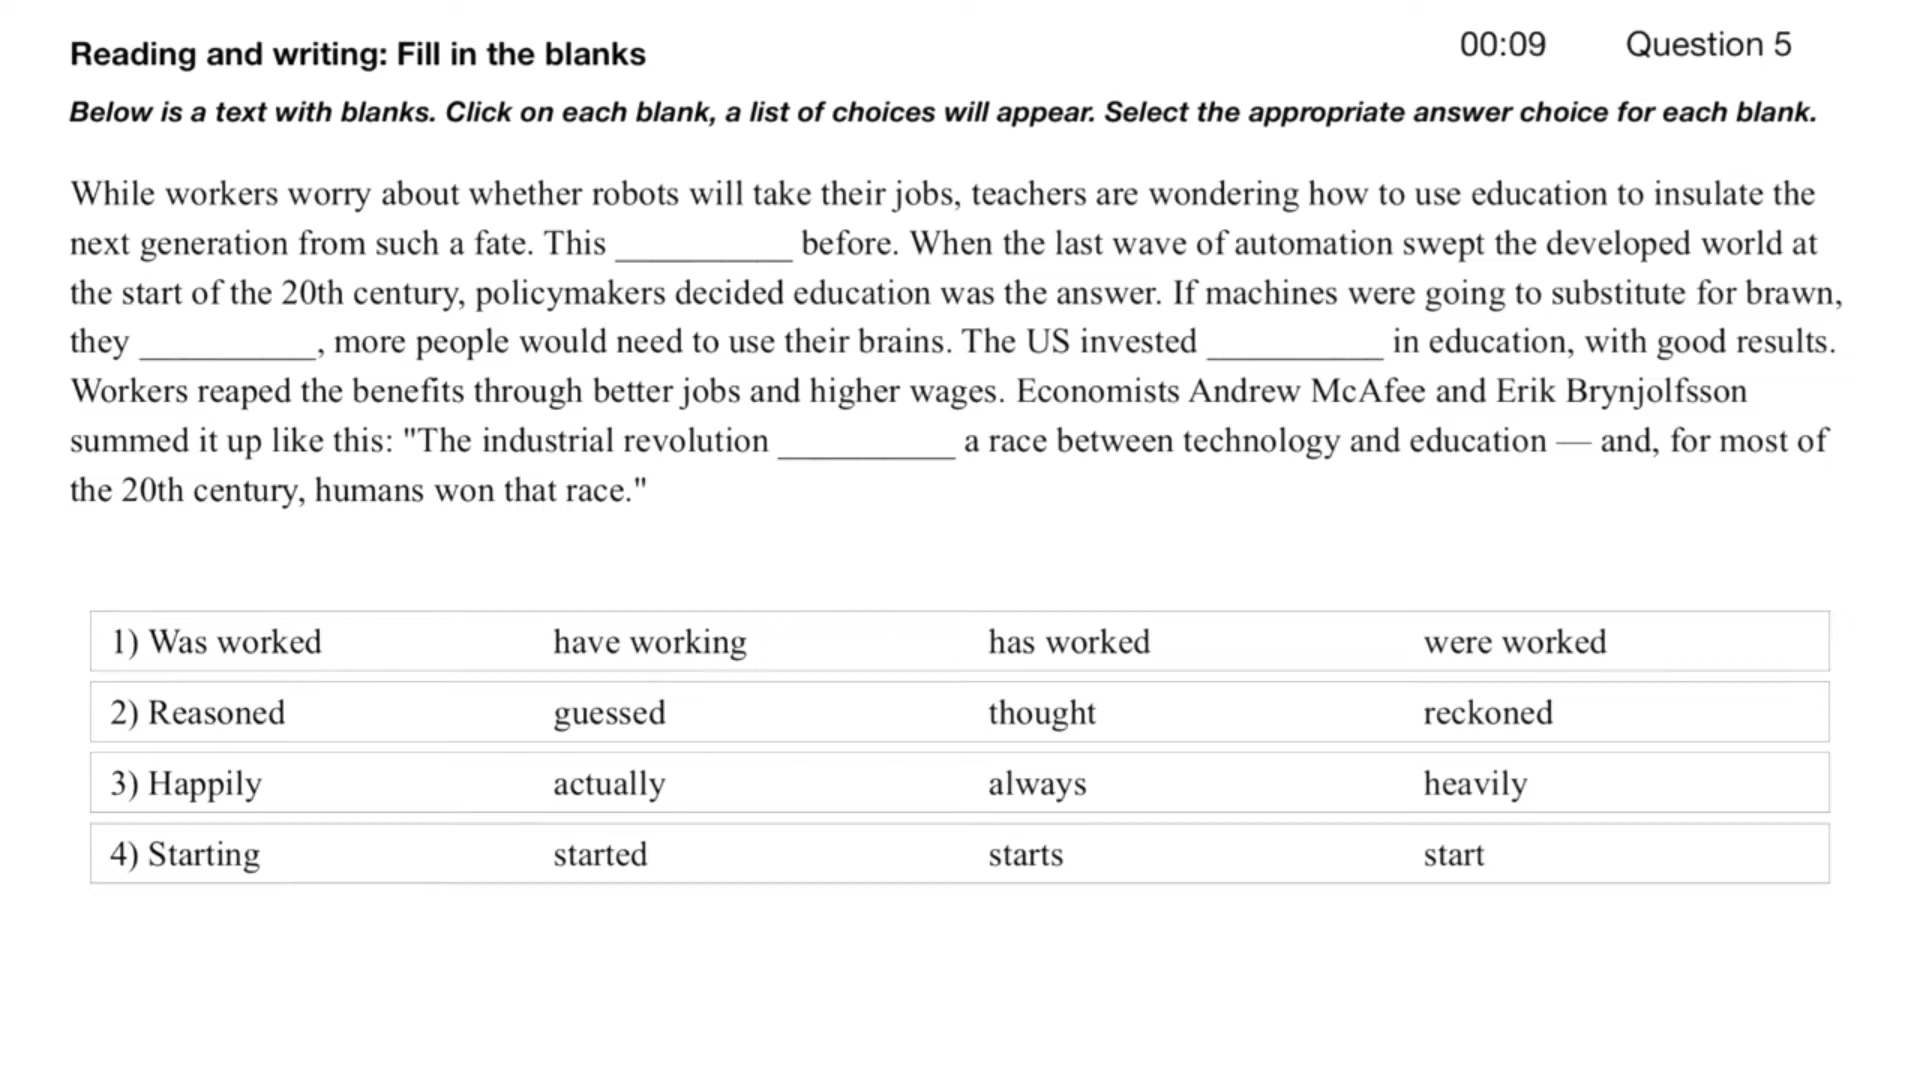 00:09 Question 5
Reading and writing: Fill in the blanks
Below is a text with blanks. Click on each blank, a list of choices will appear. Select the appropriate answer choice for each blank.
While workers worry about whether robots will take their jobs, teachers are wondering how to use education to insulate the
next generation from such a fate. This ___________ before. When the last wave of automation swept the developed world at
the start of the 20th century, policymakers decided education was the answer. If machines were going to substitute for brawn,
they ___________, more people would need to use their brains. The US invested ___________ in education, with good results.
Workers reaped the benefits through better jobs and higher wages. Economists Andrew McAfee and Erik Brynjolfsson
summed it up like this: "The industrial revolution ___________ a race between technology and education — and, for most of
the 20th century, humans won that race."
1) Was worked have working has worked were worked
2) Reasoned guessed thought reckoned
3) Happily actually always heavily
4) Starting started starts start